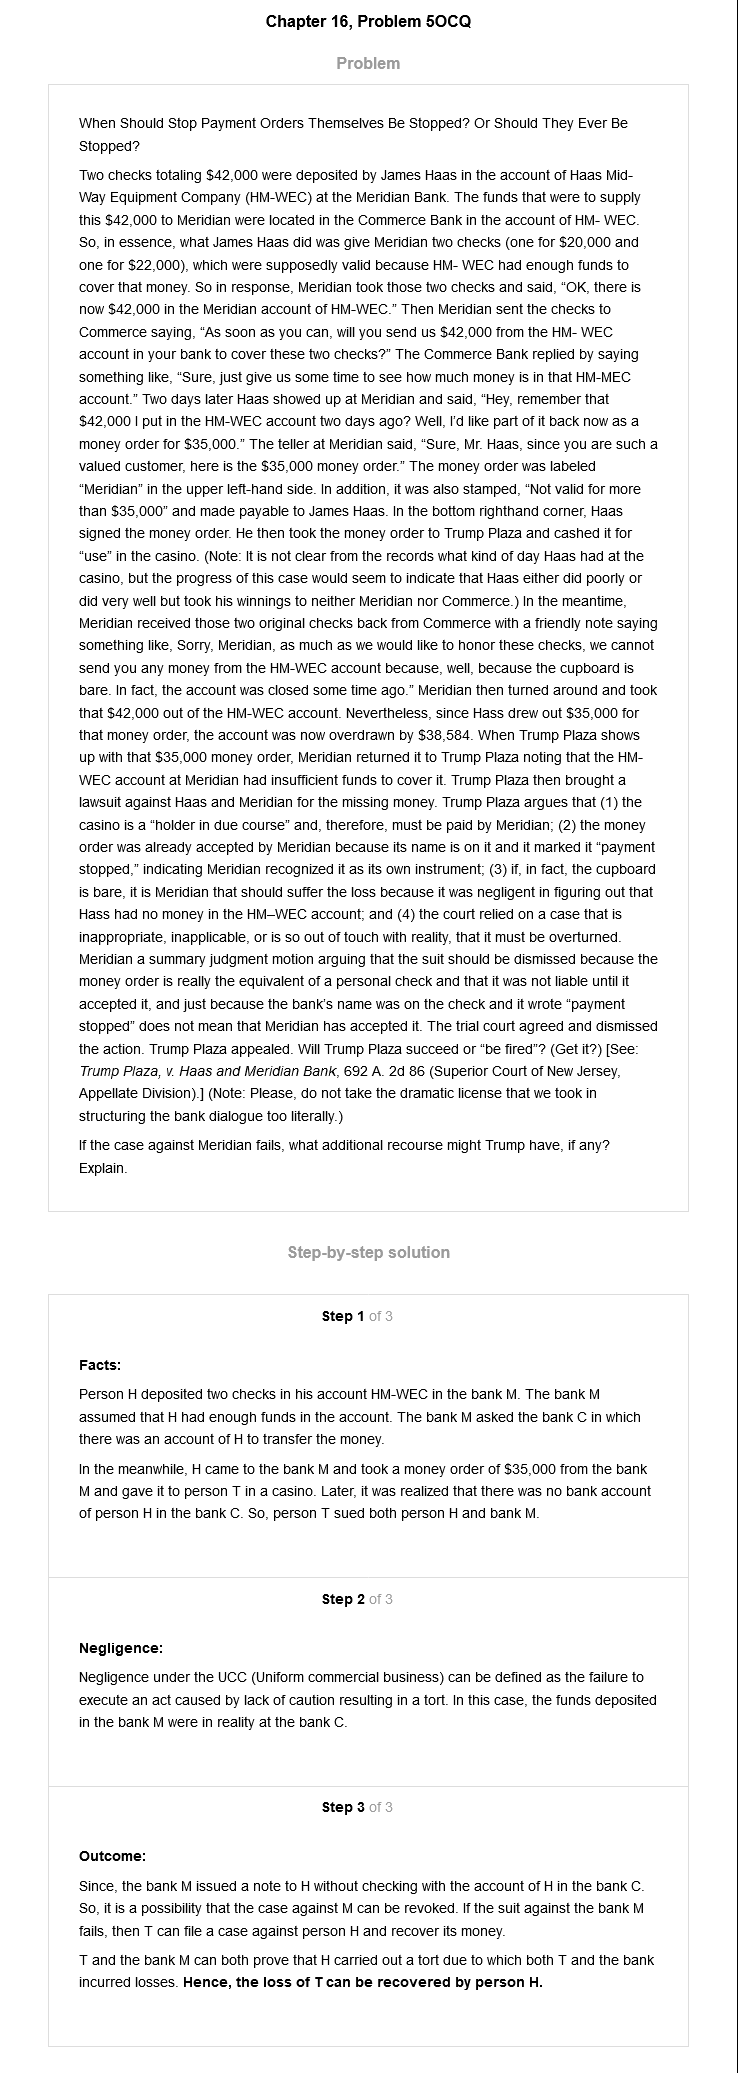 Chapter 16, Problem 5OCQ
Problem
When Should Stop Payment Orders Themselves Be Stopped? Or Should They Ever Be
Stopped?
Two checks totaling $42,000 were deposited by James Haas in the account of Haas Mid-
Way Equipment Company (HM-WEC) at the Meridian Bank. The funds that were to supply
this $42,000 to Meridian were located in the Commerce Bank in the account of HM- WEC.
So, in essence, what James Haas did was give Meridian two checks (one for $20,000 and
one for $22,000), which were supposedly valid because HM- WEC had enough funds to
cover that money. So in response, Meridian took those two checks and said, “OK, there is
now $42,000 in the Meridian account of HM-WEC.” Then Meridian sent the checks to
Commerce saying, “As soon as you can, will you send us $42,000 from the HM- WEC
account in your bank to cover these two checks?” The Commerce Bank replied by saying
something like, “Sure, just give us some time to see how much money is in that HM-MEC
account.” Two days later Haas showed up at Meridian and said, “Hey, remember that
$42,000 I put in the HM-WEC account two days ago? Well, I’d like part of it back now as a
money order for $35,000.” The teller at Meridian said, “Sure, Mr. Haas, since you are such a
valued customer, here is the $35,000 money order.” The money order was labeled
“Meridian” in the upper left-hand side. In addition, it was also stamped, “Not valid for more
than $35,000” and made payable to James Haas. In the bottom righthand corner, Haas
signed the money order. He then took the money order to Trump Plaza and cashed it for
“use” in the casino. (Note: It is not clear from the records what kind of day Haas had at the
casino, but the progress of this case would seem to indicate that Haas either did poorly or
did very well but took his winnings to neither Meridian nor Commerce.) In the meantime,
Meridian received those two original checks back from Commerce with a friendly note saying
something like, Sorry, Meridian, as much as we would like to honor these checks, we cannot
send you any money from the HM-WEC account because, well, because the cupboard is
bare. In fact, the account was closed some time ago.” Meridian then turned around and took
that $42,000 out of the HM-WEC account. Nevertheless, since Hass drew out $35,000 for
that money order, the account was now overdrawn by $38,584. When Trump Plaza shows
up with that $35,000 money order, Meridian returned it to Trump Plaza noting that the HM-
WEC account at Meridian had insufficient funds to cover it. Trump Plaza then brought a
lawsuit against Haas and Meridian for the missing money. Trump Plaza argues that (1) the
casino is a “holder in due course” and, therefore, must be paid by Meridian; (2) the money
order was already accepted by Meridian because its name is on it and it marked it “payment
stopped,” indicating Meridian recognized it as its own instrument; (3) if, in fact, the cupboard
is bare, it is Meridian that should suffer the loss because it was negligent in figuring out that
Hass had no money in the HM–WEC account; and (4) the court relied on a case that is
inappropriate, inapplicable, or is so out of touch with reality, that it must be overturned.
Meridian a summary judgment motion arguing that the suit should be dismissed because the
money order is really the equivalent of a personal check and that it was not liable until it
accepted it, and just because the bank’s name was on the check and it wrote “payment
stopped” does not mean that Meridian has accepted it. The trial court agreed and dismissed
the action. Trump Plaza appealed. Will Trump Plaza succeed or “be fired”? (Get it?) [See:
Trump Plaza, v. Haas and Meridian Bank, 692 A. 2d 86 (Superior Court of New Jersey,
Appellate Division).] (Note: Please, do not take the dramatic license that we took in
structuring the bank dialogue too literally.)
If the case against Meridian fails, what additional recourse might Trump have, if any?
Explain.
Step-by-step solution
Step 1 of 3
Facts:
Person H deposited two checks in his account HM-WEC in the bank M. The bank M
assumed that H had enough funds in the account. The bank M asked the bank C in which
there was an account of H to transfer the money.
In the meanwhile, H came to the bank M and took a money order of $35,000 from the bank
M and gave it to person T in a casino. Later, it was realized that there was no bank account
of person H in the bank C. So, person T sued both person H and bank M.
Step 2 of 3
Negligence:
Negligence under the UCC (Uniform commercial business) can be defined as the failure to
execute an act caused by lack of caution resulting in a tort. In this case, the funds deposited
in the bank M were in reality at the bank C.
Step 3 of 3
Outcome:
Since, the bank M issued a note to H without checking with the account of H in the bank C.
So, it is a possibility that the case against M can be revoked. If the suit against the bank M
fails, then T can file a case against person H and recover its money.
T and the bank M can both prove that H carried out a tort due to which both T and the bank
incurred losses. Hence, the loss of T can be recovered by person H.